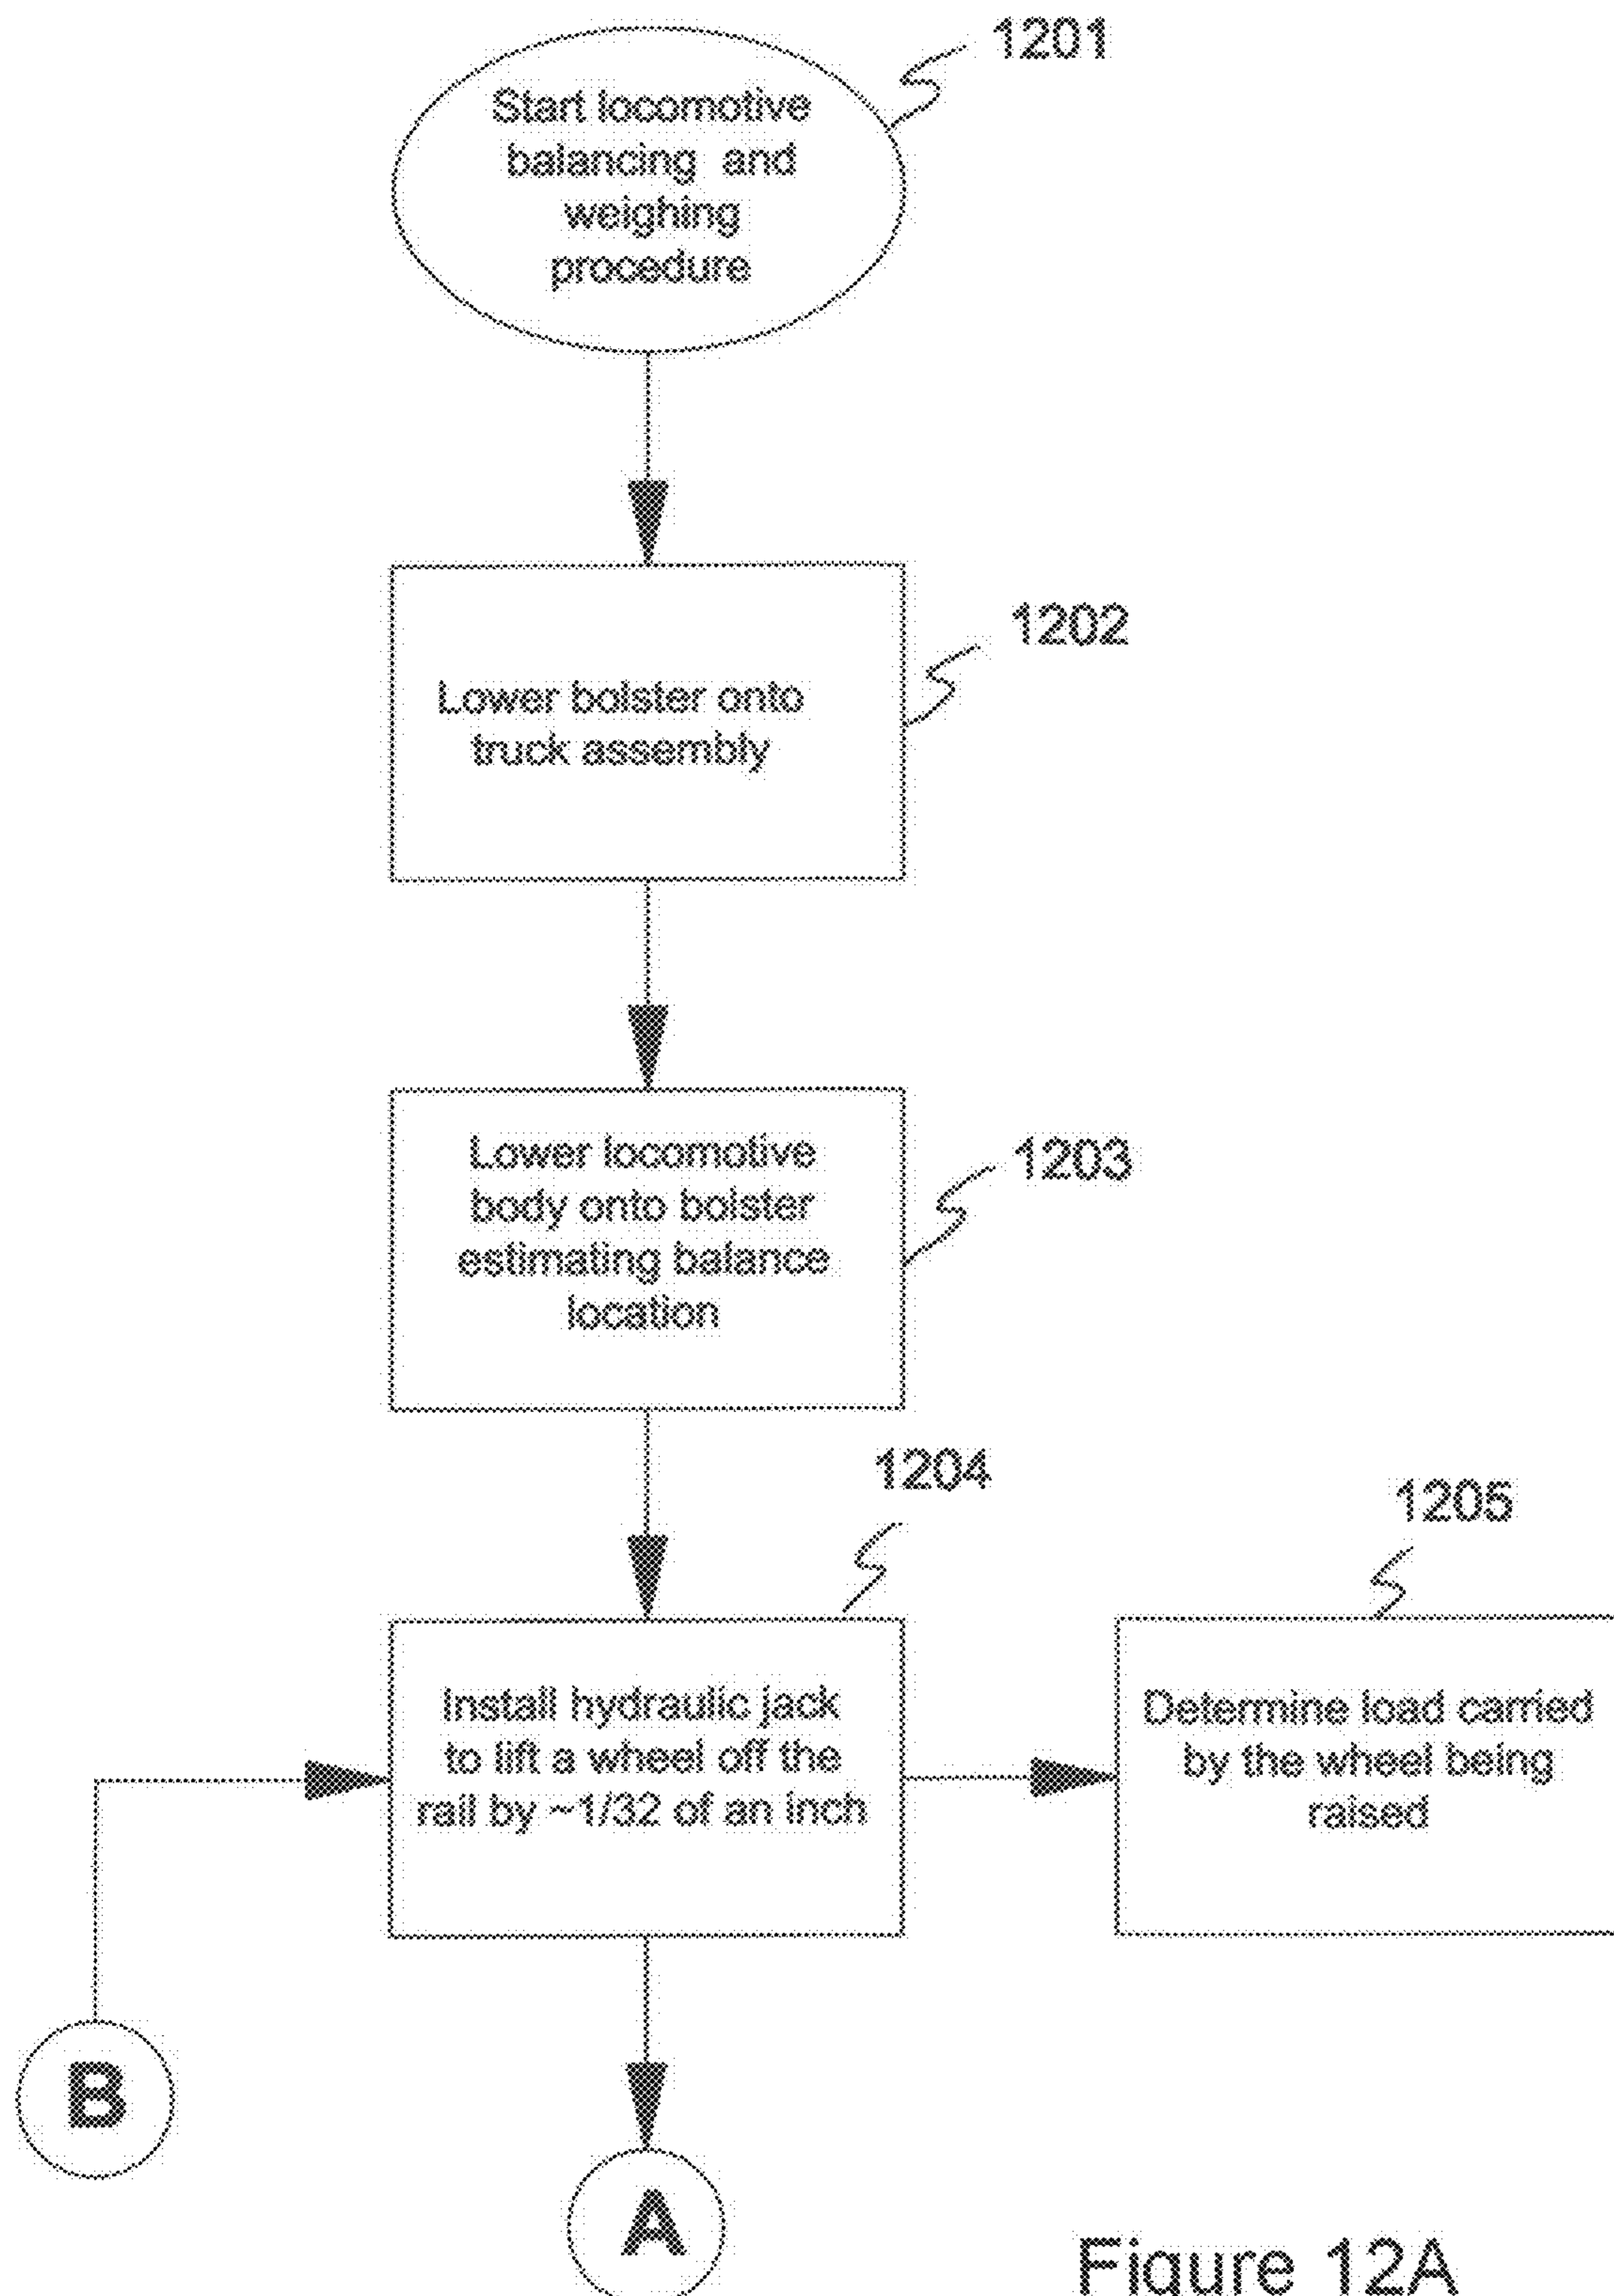 1201
Start locomotive
balancing and
weighing
procedure
1202
Lower bolster onto
truck assembly
1203
Lower locomotive
body onto bolster
estimating balance
location
1204
1205
Install hydraulic jack
to lift a wheel off the
rail by ~1/32 of an inch
Determine load carried
by the wheel being
raised
B
A
Figure 12A